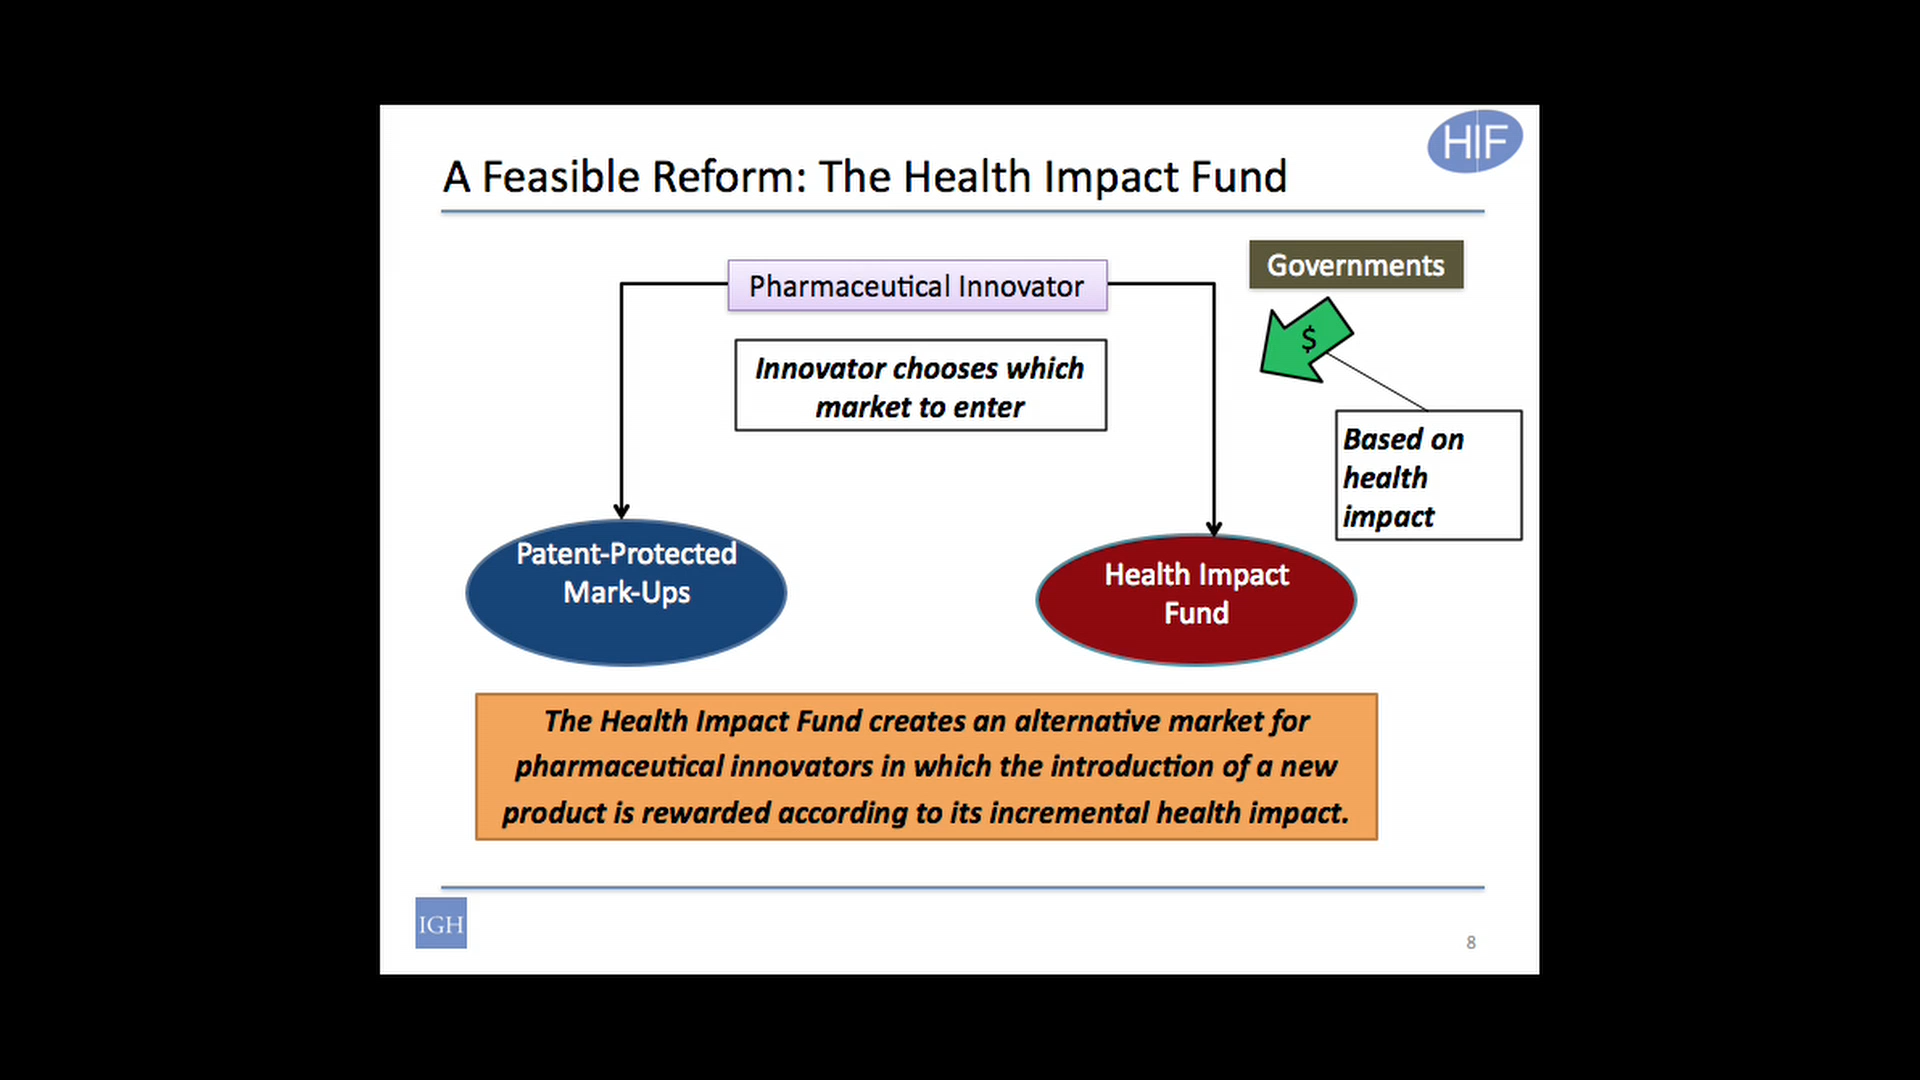 HIF
A Feasible Reform: The Health Impact Fund
Governments
Pharmaceutical Innovator
$
Innovator chooses which
market to enter
Based on
health
impact
Patent-Protected
Mark-Ups
Health Impact
Fund
The Health Impact Fund creates an alternative market for
pharmaceutical innovators in which the introduction of a new
product is rewarded according to its incremental health impact.
IGH
8